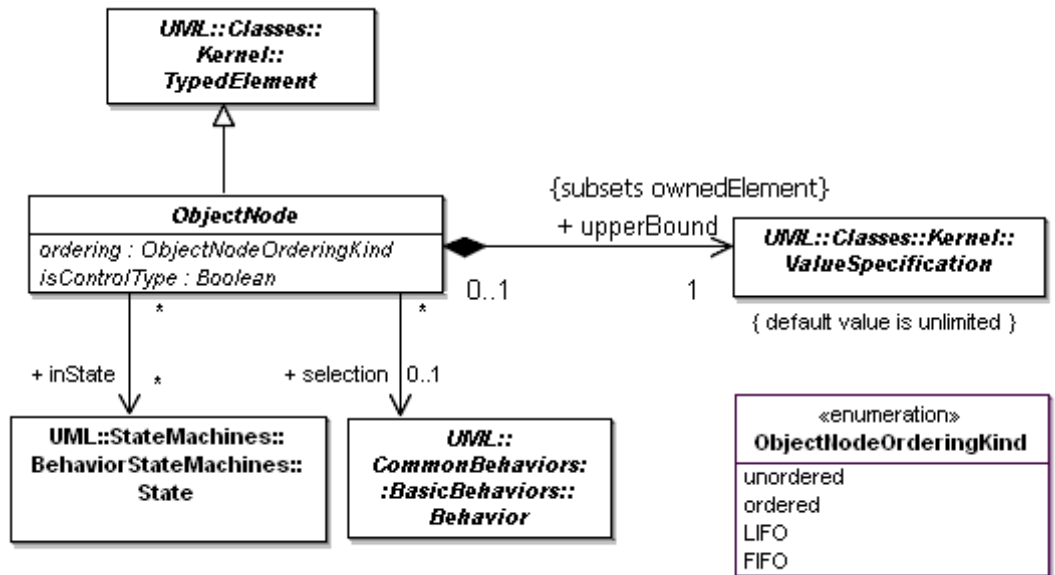 UML::Classes::
Kernel::
TypedElement
{subsets ownedElement}
+ upperBound
ObjectNode
ordering : ObjectNodeOrderingKind
isControlType : Boolean
UML::Classes::Kernel::
ValueSpecification
0..1
1
{ default value is unlimited }
*
*
+ inState
*
+ selection
0..1
UML::StateMachines::
BehaviorStateMachines::
State
UML::
CommonBehaviors:
:BasicBehaviors::
Behavior
«enumeration»
ObjectNodeOrderingKind
unordered
ordered
LIFO
FIFO